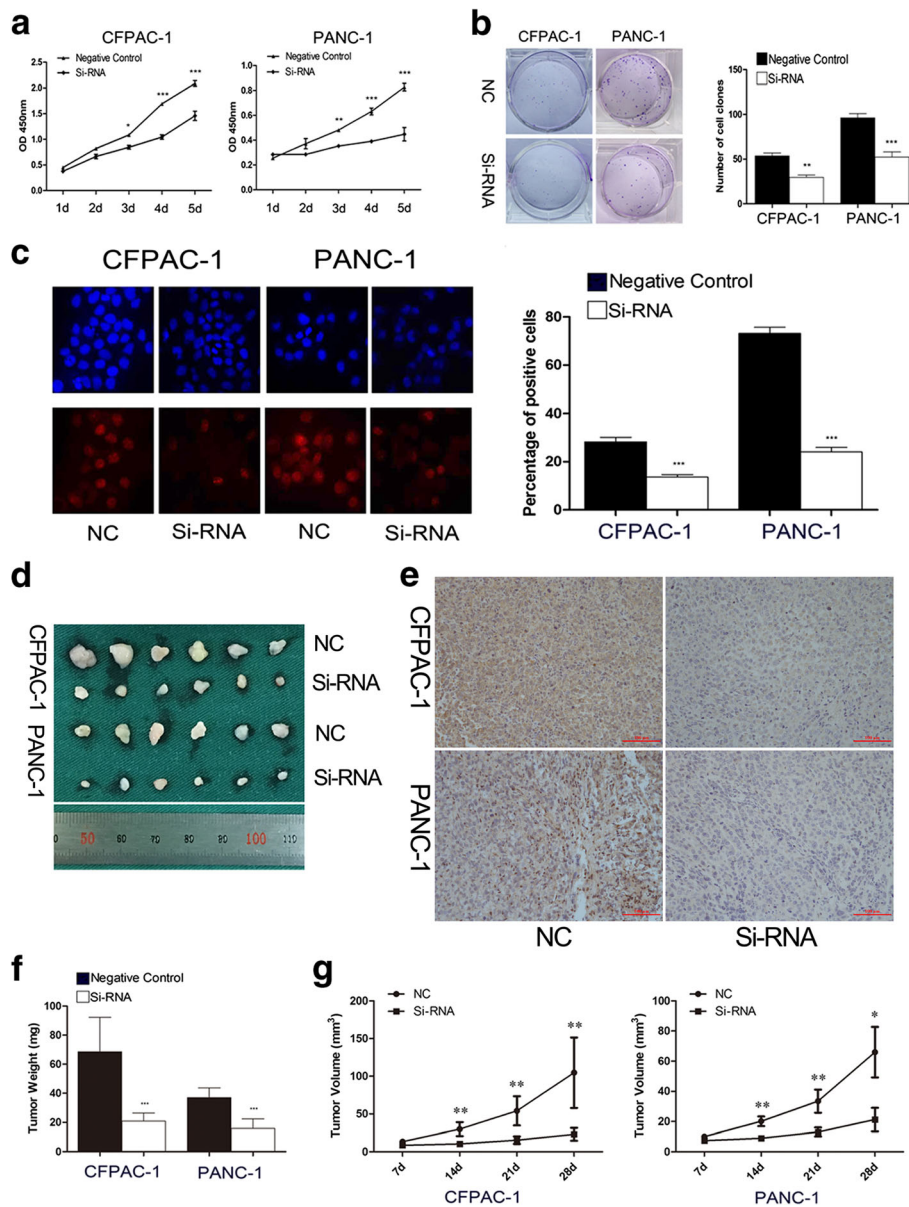 a
CFPAC-1
Negative Control
Si-RNA
OD 450nm
2.5
2.0
1.5
1.0
0.5
0.0
* *** ***
1d 2d 3d 4d 5d
PANC-1
Negative Control
Si-RNA
OD 450nm
1.0
0.8
0.6
0.4
0.2
0.0
** *** ***
1d 2d 3d 4d 5d
b
CFPAC-1 PANC-1
NC
Si-RNA
Negative Control
Si-RNA
Number of cell clones
150
100
50
0
** ***
CFPAC-1 PANC-1
c
CFPAC-1 PANC-1
NC Si-RNA NC Si-RNA
Negative Control
Si-RNA
Percentage of positive cells
80
60
40
20
0
*** ***
CFPAC-1 PANC-1
d
CFPAC-1
PANC-1
NC
Si-RNA
NC
Si-RNA
0 50 60 70 80 90 100 110
e
CFPAC-1
PANC-1
NC Si-RNA
f
Negative Control
Si-RNA
Tumor Weight (mg)
100
80
60
40
20
0
*** ***
CFPAC-1 PANC-1
g
NC
Si-RNA
Tumor Volume (mm³)
200
150
100
50
0
** ** **
7d 14d 21d 28d
CFPAC-1
NC
Si-RNA
Tumor Volume (mm³)
100
80
60
40
20
0
** ** *
7d 14d 21d 28d
PANC-1